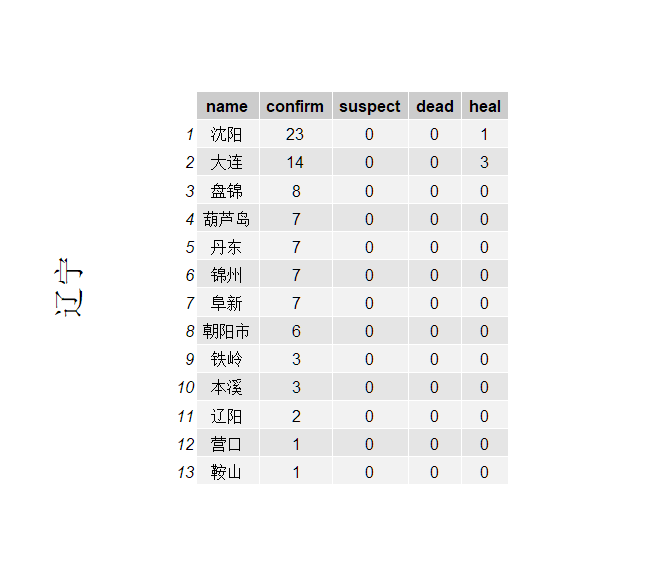 辽宁
name confirm suspect dead heal
1 沈阳 23 0 0 1
2 大连 14 0 0 3
3 盘锦 8 0 0 0
4 葫芦岛 7 0 0 0
5 丹东 7 0 0 0
6 锦州 7 0 0 0
7 阜新 7 0 0 0
8 朝阳市 6 0 0 0
9 铁岭 3 0 0 0
10 本溪 3 0 0 0
11 辽阳 2 0 0 0
12 营口 1 0 0 0
13 鞍山 1 0 0 0